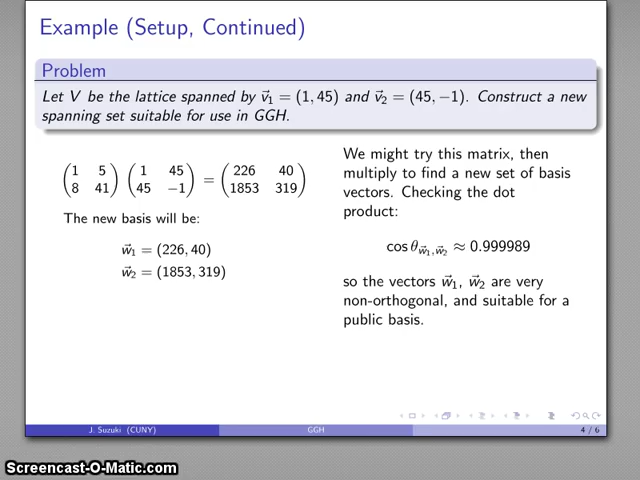 Example (Setup, Continued)
Problem
Let V be the lattice spanned by v⃗₁ = (1, 45) and v⃗₂ = (45, −1). Construct a new
spanning set suitable for use in GGH.
(1 5; 8 41) (1 45; 45 −1) = (226 40; 1853 319)
The new basis will be:
w⃗₁ = (226, 40)
w⃗₂ = (1853, 319)
We might try this matrix, then
multiply to find a new set of basis
vectors. Checking the dot
product:
cos θ_w⃗₁,w⃗₂ ≈ 0.999989
so the vectors w⃗₁, w⃗₂ are very
non-orthogonal, and suitable for a
public basis.
J. Suzuki (CUNY)
GGH
4 / 6
Screencast-O-Matic.com